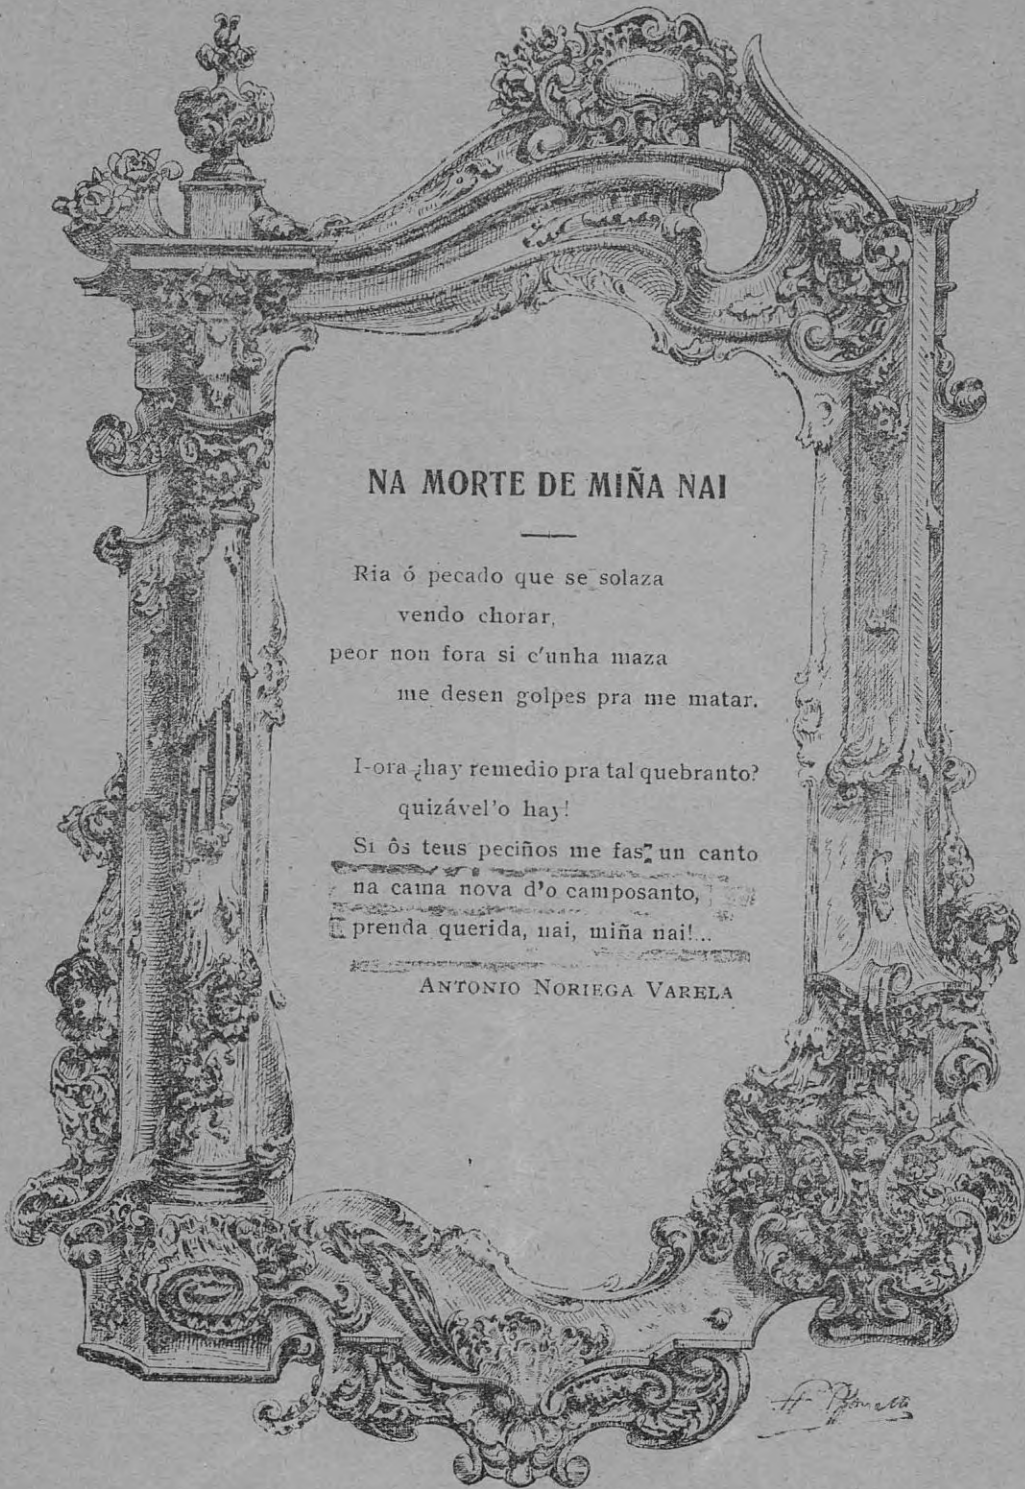 NA MORTE DE MIÑA NAI
Ria ó pecado que se solaza
vendo chorar,
peor non fora si c'unha maza
me desen golpes pra me matar.
I-ora ¿hay remedio pra tal quebranto?
quizável'o hay!
Si ôs teus peciños me fas un canto
na cama nova d'o camposanto,
prenda querida, nai, miña nai!...
ANTONIO NORIEGA VARELA